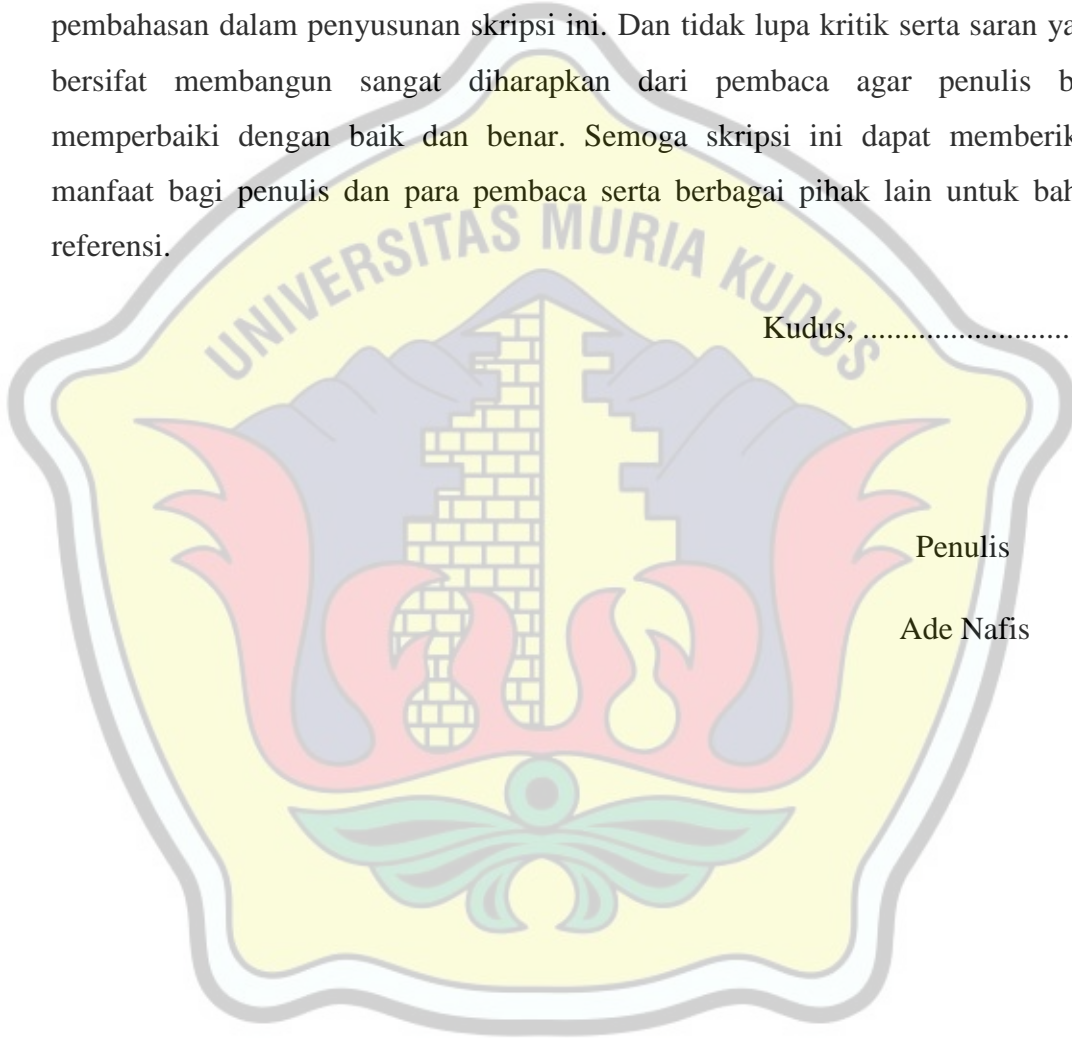 pembahasan dalam penyusunan skripsi ini. Dan tidak lupa kritik serta saran ya
bersifat membangun sangat diharapkan dari pembaca agar penulis b
memperbaiki dengan baik dan benar. Semoga skripsi ini dapat memberik
manfaat bagi penulis dan para pembaca serta berbagai pihak lain untuk bah
referensi.
UNIVERSITAS MURIA KUDUS
Kudus, ..........................
Penulis
Ade Nafis